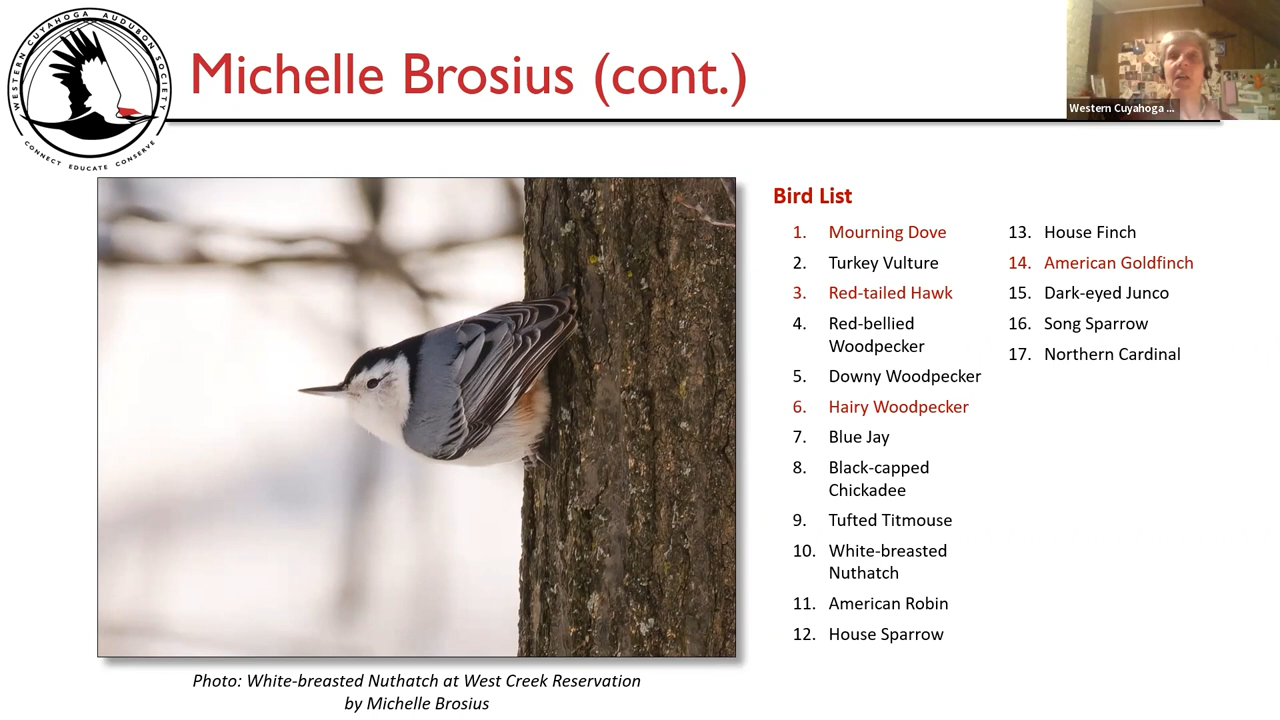 WESTERN CUYAHOGA AUDUBON SOCIETY
CONNECT EDUCATE CONSERVE
Michelle Brosius (cont.)
Western Cuyahoga ...
Bird List
1. Mourning Dove
2. Turkey Vulture
3. Red-tailed Hawk
4. Red-bellied
Woodpecker
5. Downy Woodpecker
6. Hairy Woodpecker
7. Blue Jay
8. Black-capped
Chickadee
9. Tufted Titmouse
10. White-breasted
Nuthatch
11. American Robin
12. House Sparrow
13. House Finch
14. American Goldfinch
15. Dark-eyed Junco
16. Song Sparrow
17. Northern Cardinal
Photo: White-breasted Nuthatch at West Creek Reservation
by Michelle Brosius